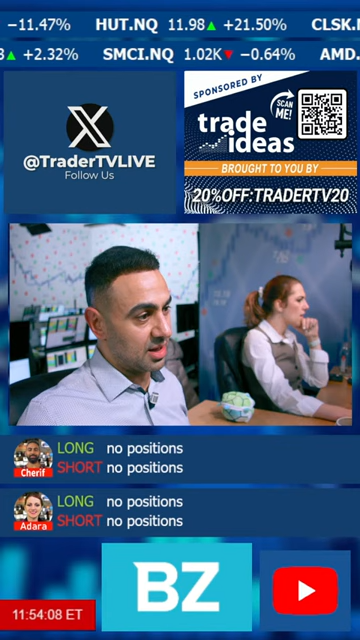 −11.47% HUT.NQ 11.98▲ +21.50% CLSK.
▲ +2.32% SMCI.NQ 1.02K▼ −0.64% AMD.
SPONSORED BY
SCAN ME!
trade
ideas
BROUGHT TO YOU BY
20%OFF:TRADERTV20
X
@TraderTVLIVE
Follow Us
LONG no positions
SHORT no positions
Cherif
LONG no positions
SHORT no positions
Adara
BZ
11:54:08 ET